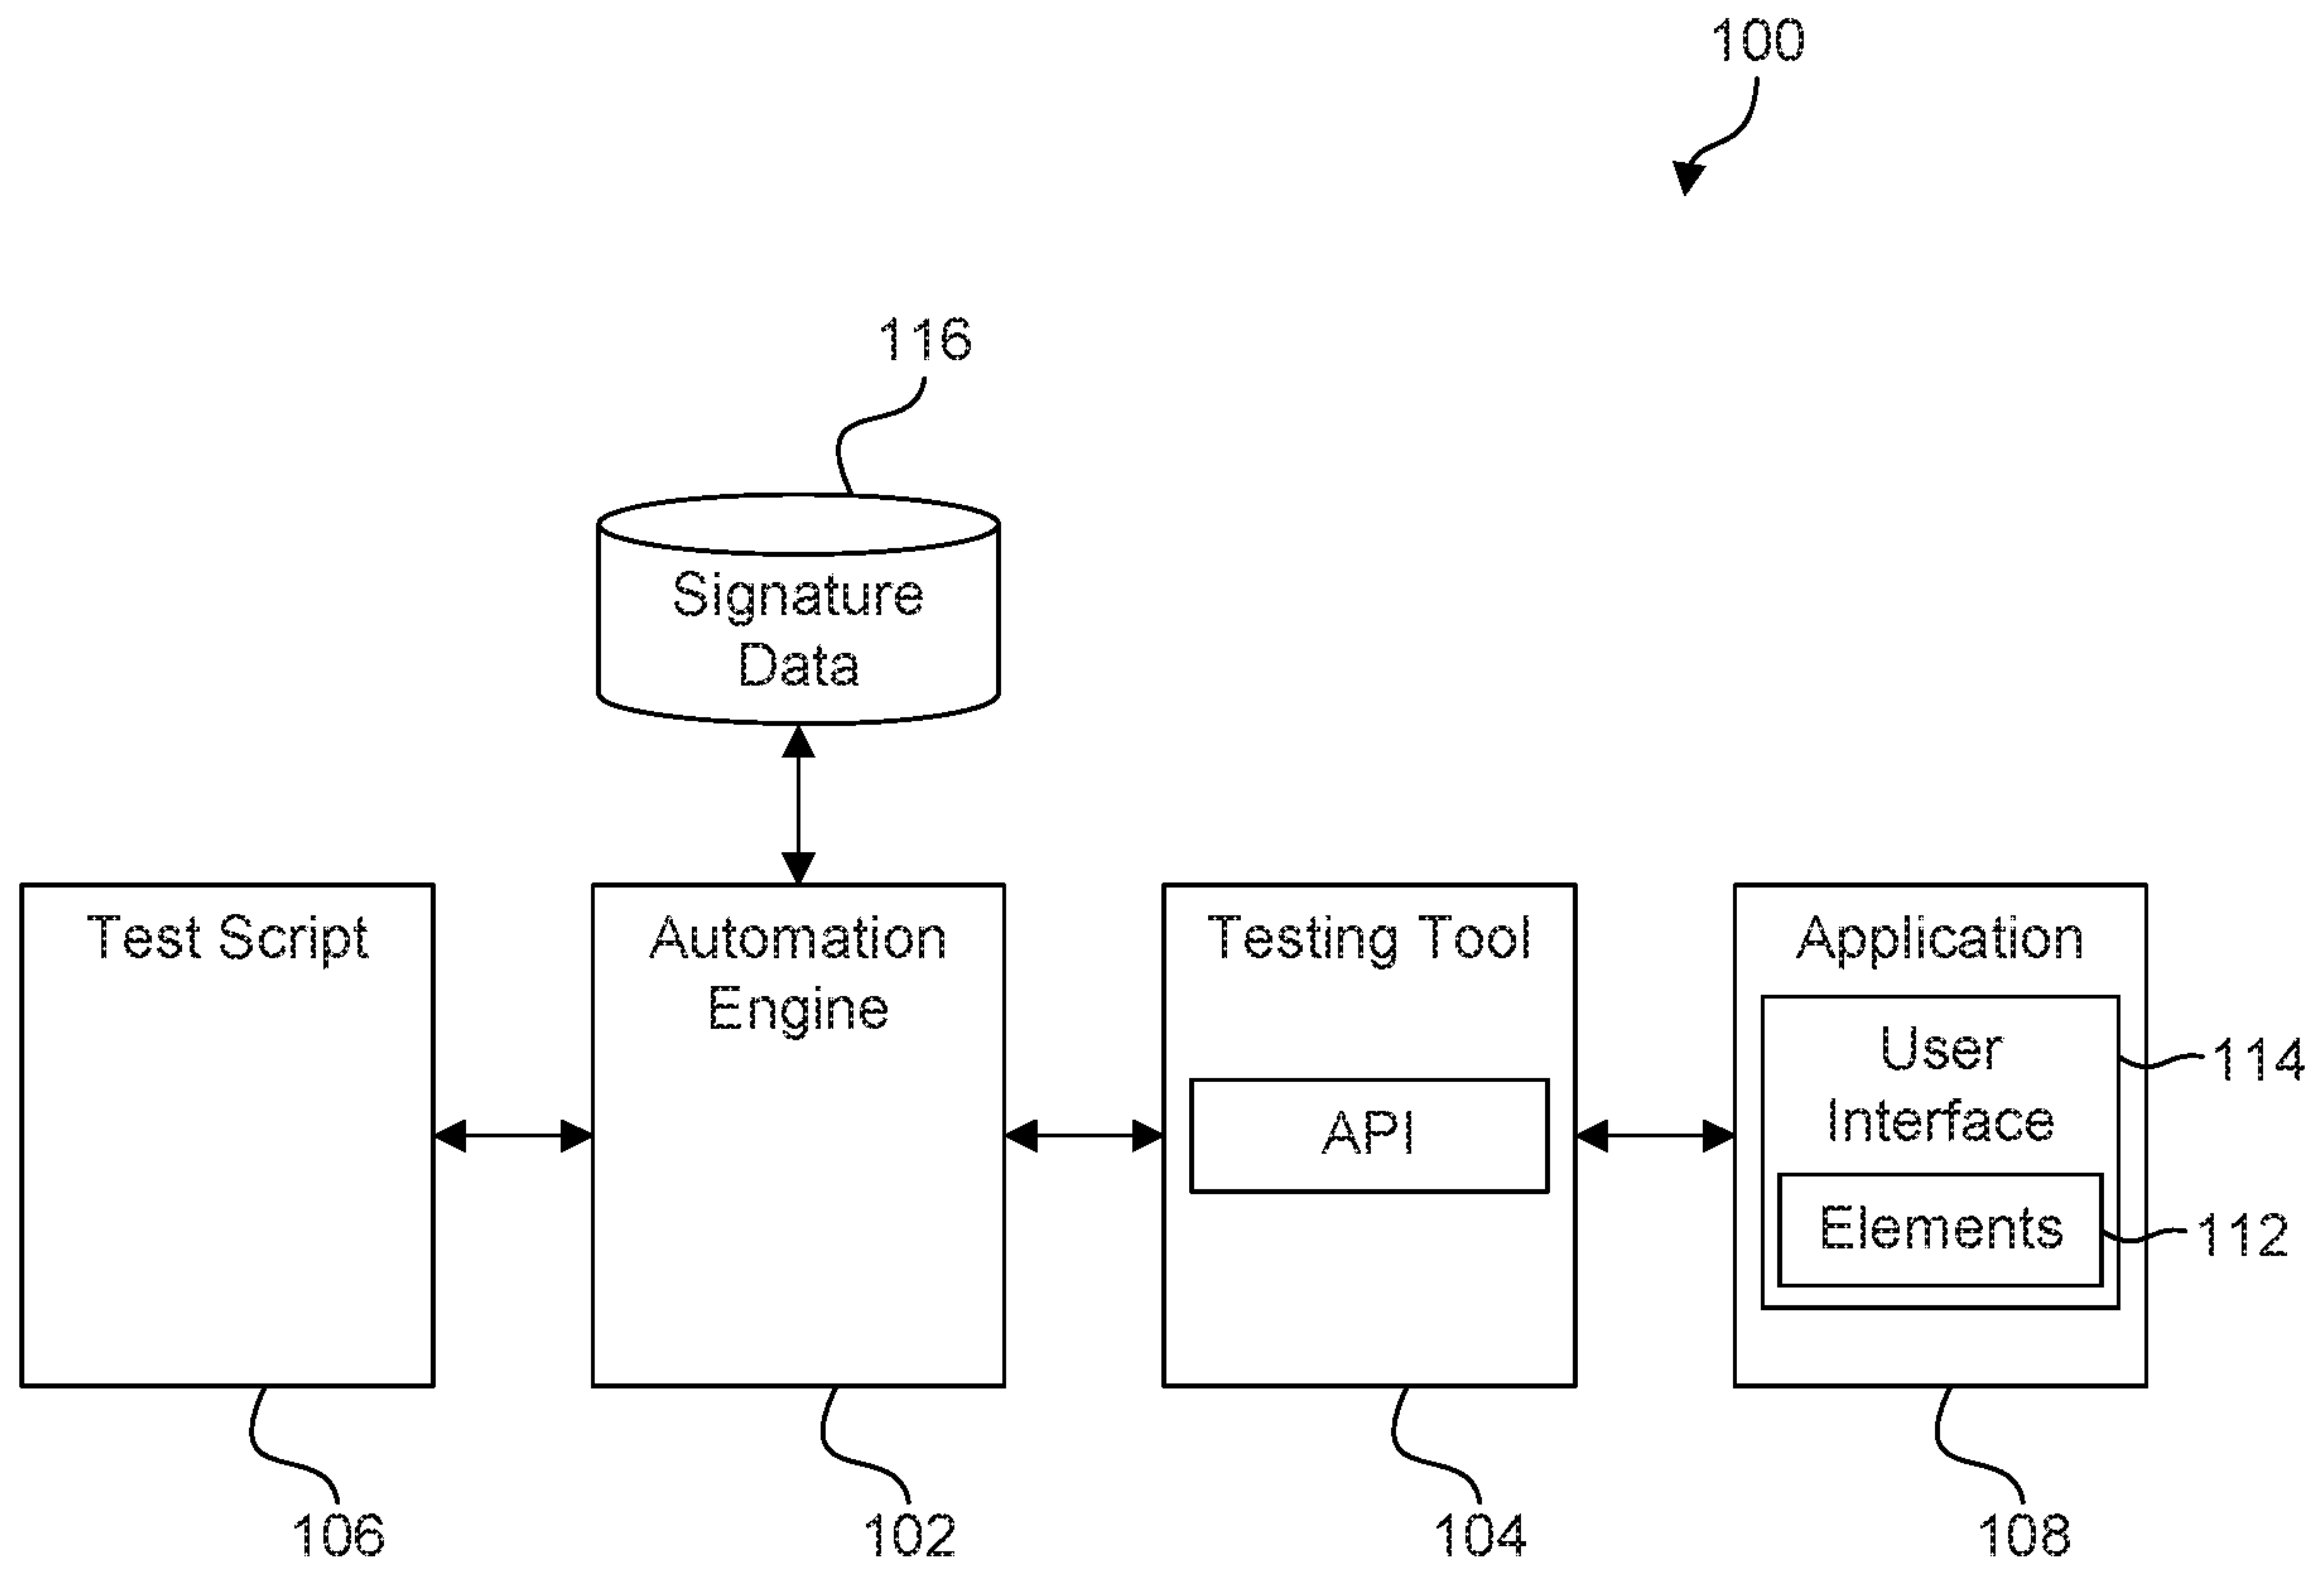 100
116
Signature
Data
Test Script
Automation
Engine
Testing Tool
API
Application
User
Interface
Elements
114
112
106
102
104
108